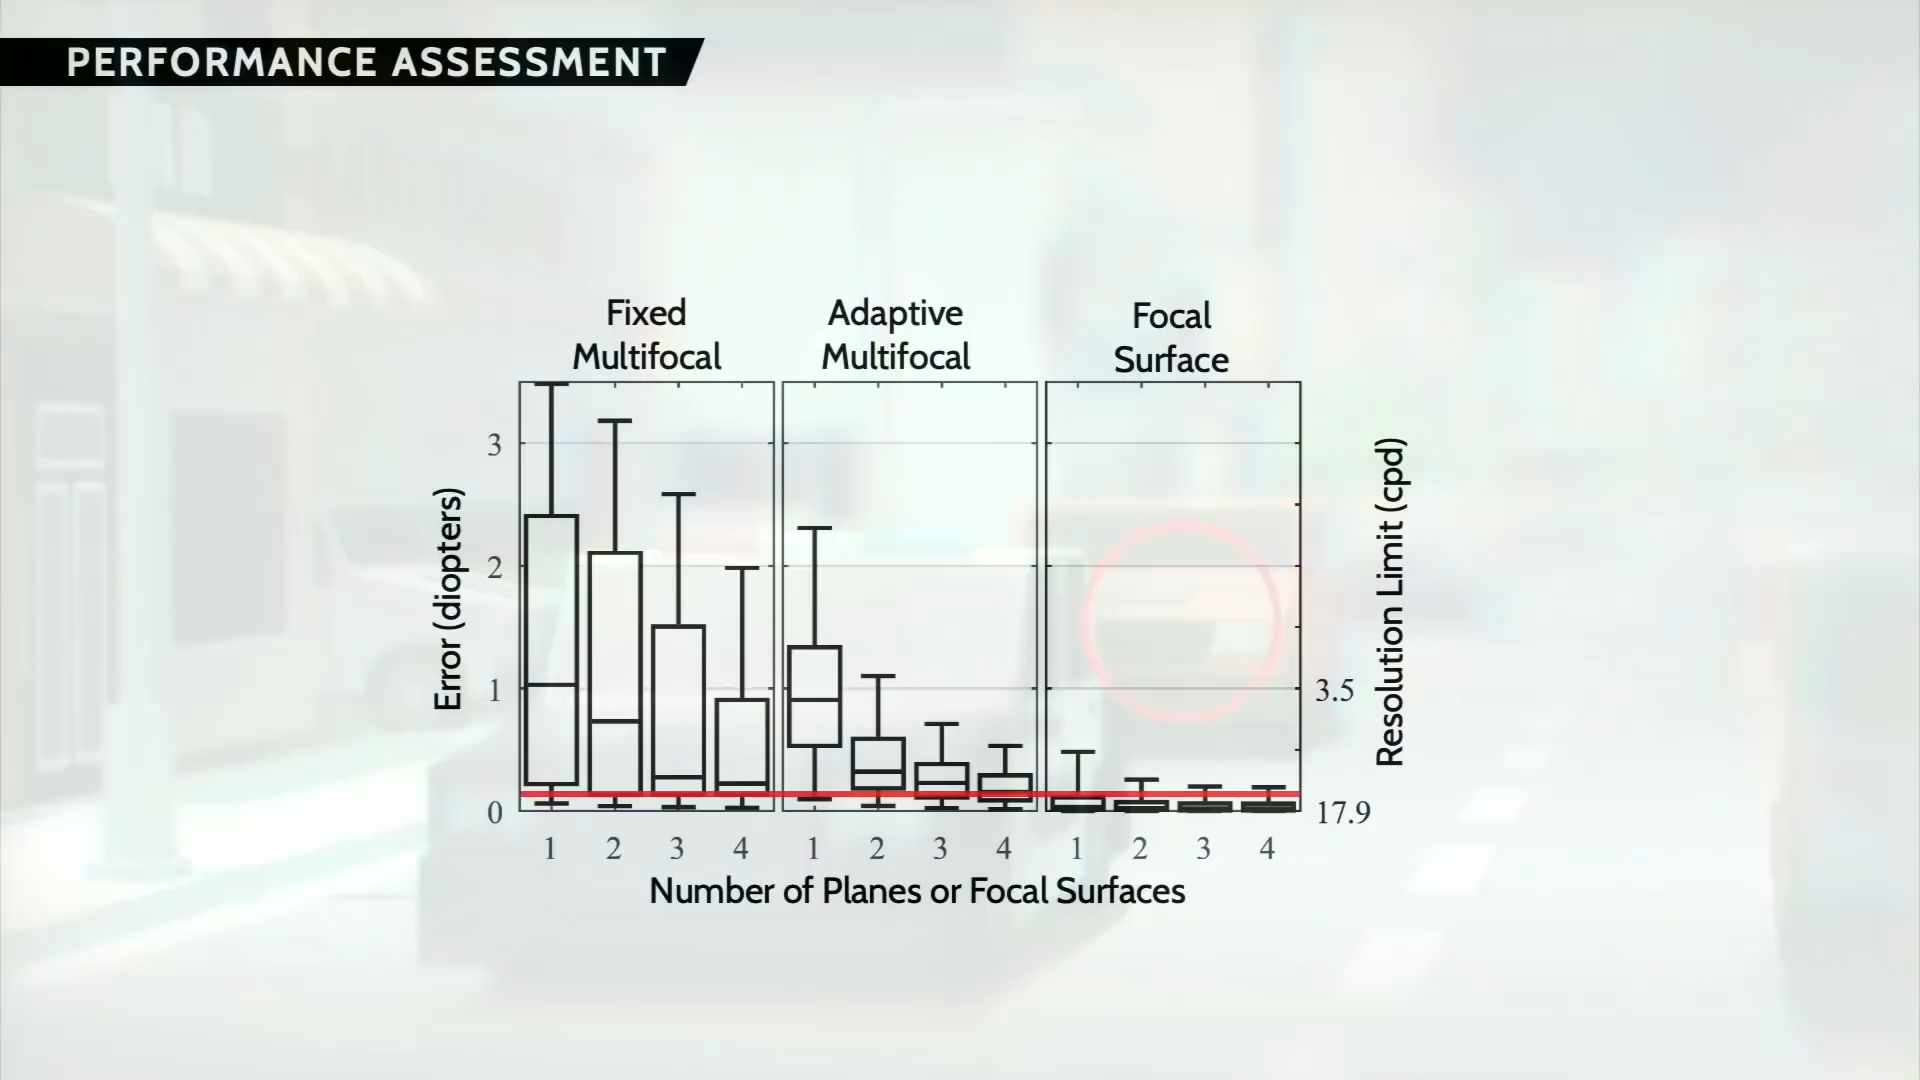 PERFORMANCE ASSESSMENT
Fixed
Multifocal
Adaptive
Multifocal
Focal
Surface
Error (diopters)
3
2
1
0
3.5
17.9
Resolution Limit (cpd)
1 2 3 4 1 2 3 4 1 2 3 4
Number of Planes or Focal Surfaces